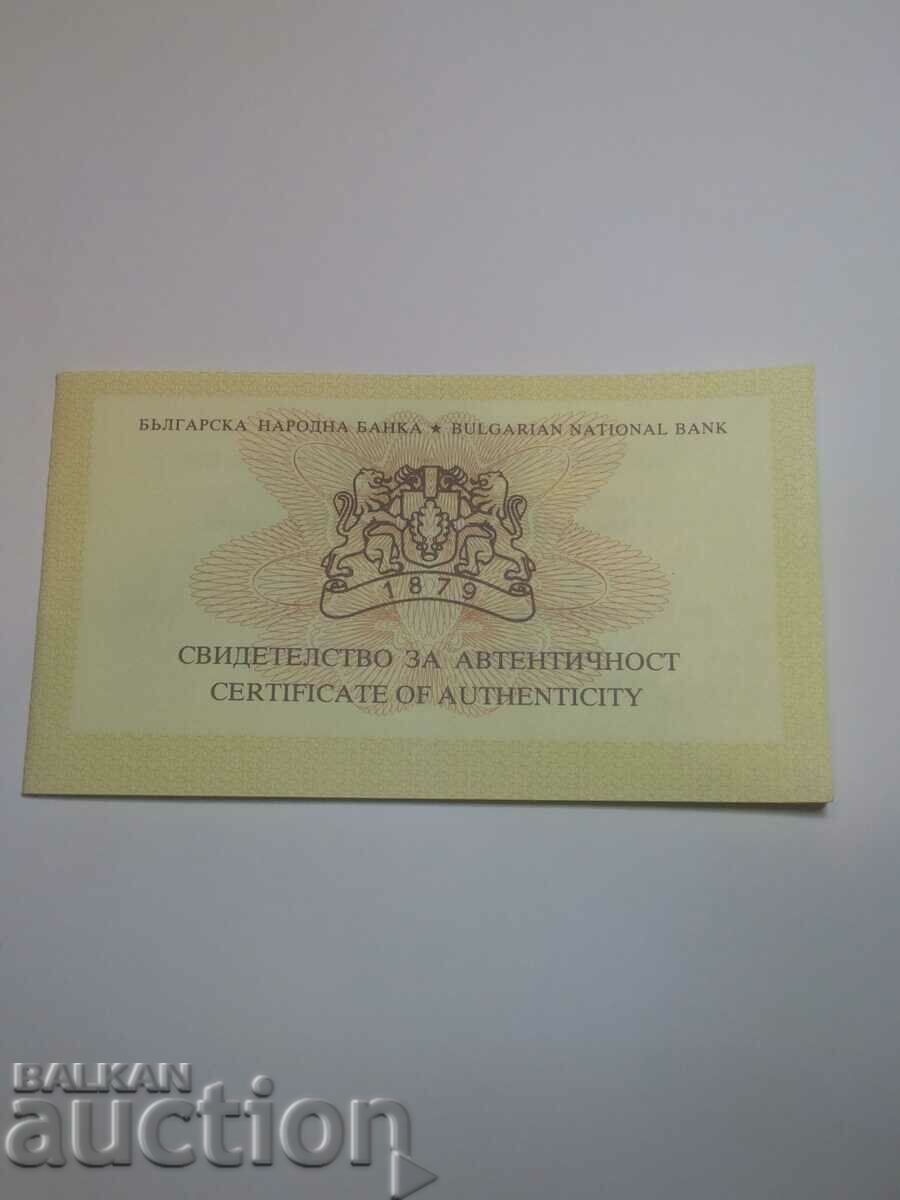 БЪЛГАРСКА НАРОДНА БАНКА ★ BULGARIAN NATIONAL BANK
1879
СВИДЕТЕЛСТВО ЗА АВТЕНТИЧНОСТ
CERTIFICATE OF AUTHENTICITY
BALKAN
auction